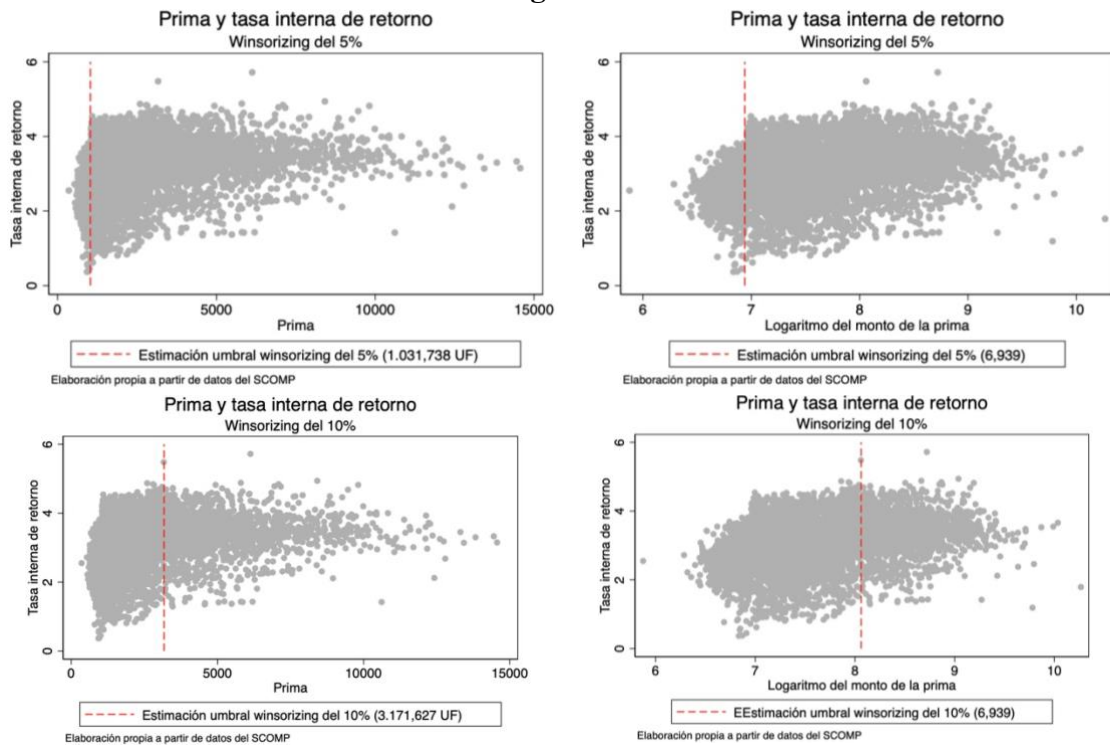 Prima y tasa interna de retorno
Winsorizing del 5%
Tasa interna de retorno
6
4
2
0
0
5000
10000
15000
Prima
Estimación umbral winsorizing del 5% (1.031,738 UF)
Elaboración propia a partir de datos del SCOMP
Prima y tasa interna de retorno
Winsorizing del 5%
Tasa interna de retorno
6
4
2
0
6
7
8
9
10
Logaritmo del monto de la prima
Estimación umbral winsorizing del 5% (6,939)
Elaboración propia a partir de datos del SCOMP
Prima y tasa interna de retorno
Winsorizing del 10%
Tasa interna de retorno
6
4
2
0
0
5000
10000
15000
Prima
Estimación umbral winsorizing del 10% (3.171,627 UF)
Elaboración propia a partir de datos del SCOMP
Prima y tasa interna de retorno
Winsorizing del 10%
Tasa interna de retorno
6
4
2
0
6
7
8
9
10
Logaritmo del monto de la prima
EEstimación umbral winsorizing del 10% (6,939)
Elaboración propia a partir de datos del SCOMP